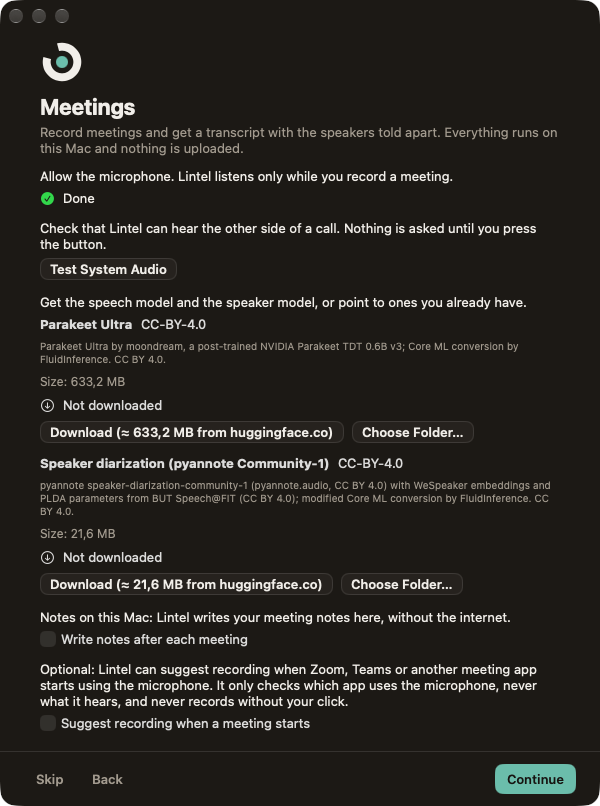 Meetings
Record meetings and get a transcript with the speakers told apart. Everything runs on
this Mac and nothing is uploaded.
Allow the microphone. Lintel listens only while you record a meeting.
Done
Check that Lintel can hear the other side of a call. Nothing is asked until you press
the button.
Test System Audio
Get the speech model and the speaker model, or point to ones you already have.
Parakeet Ultra CC-BY-4.0
Parakeet Ultra by moondream, a post-trained NVIDIA Parakeet TDT 0.6B v3; Core ML conversion by
FluidInference. CC BY 4.0.
Size: 633,2 MB
Not downloaded
Download (≈ 633,2 MB from huggingface.co) Choose Folder...
Speaker diarization (pyannote Community-1) CC-BY-4.0
pyannote speaker-diarization-community-1 (pyannote.audio, CC BY 4.0) with WeSpeaker embeddings and
PLDA parameters from BUT Speech@FIT (CC BY 4.0); modified Core ML conversion by FluidInference. CC
BY 4.0.
Size: 21,6 MB
Not downloaded
Download (≈ 21,6 MB from huggingface.co) Choose Folder...
Notes on this Mac: Lintel writes your meeting notes here, without the internet.
Write notes after each meeting
Optional: Lintel can suggest recording when Zoom, Teams or another meeting app
starts using the microphone. It only checks which app uses the microphone, never
what it hears, and never records without your click.
Suggest recording when a meeting starts
Skip Back Continue